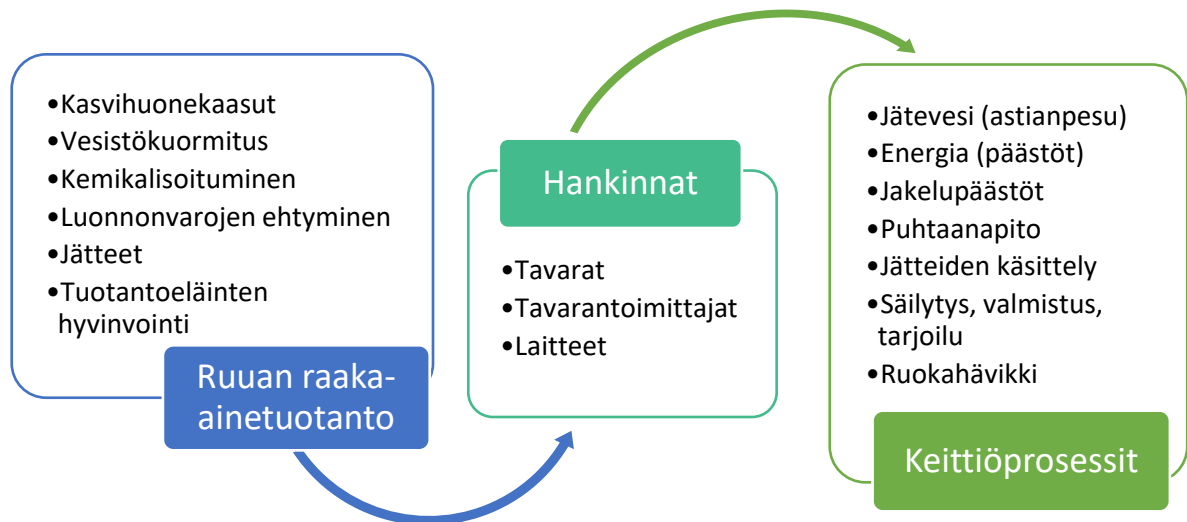 •Kasvihuonekaasut
•Vesistökuormitus
•Kemikalisoituminen
•Luonnonvarojen ehtyminen
•Jätteet
•Tuotantoeläinten
hyvinvointi
Ruuan raaka-
ainetuotanto
Hankinnat
•Tavarat
•Tavarantoimittajat
•Laitteet
•Jätevesi (astianpesu)
•Energia (päästöt)
•Jakelupäästöt
•Puhtaanapito
•Jätteiden käsittely
•Säilytys, valmistus,
tarjoilu
•Ruokahävikki
Keittiöprosessit